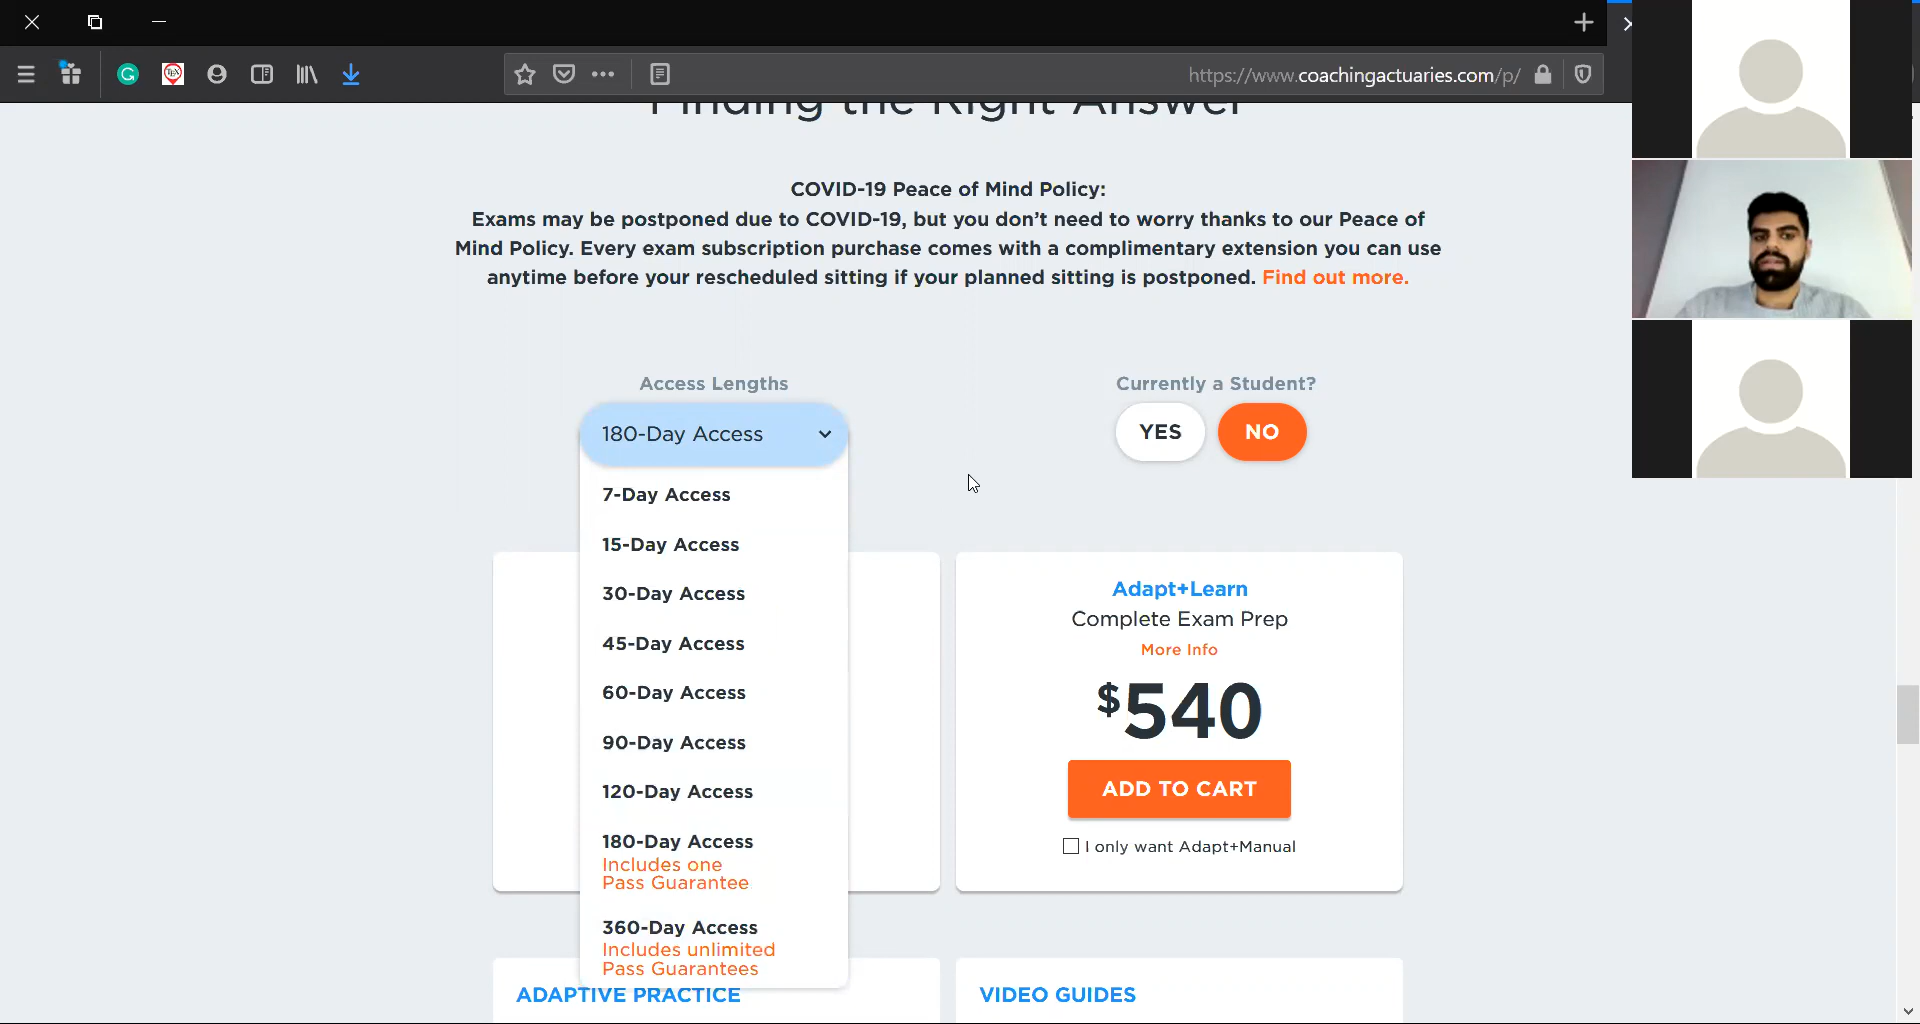 https://www.coachingactuaries.com/p/
Finding the Right Answer
COVID-19 Peace of Mind Policy:
Exams may be postponed due to COVID-19, but you don't need to worry thanks to our Peace of
Mind Policy. Every exam subscription purchase comes with a complimentary extension you can use
anytime before your rescheduled sitting if your planned sitting is postponed. Find out more.
Access Lengths
180-Day Access
7-Day Access
15-Day Access
30-Day Access
45-Day Access
60-Day Access
90-Day Access
120-Day Access
180-Day Access
Includes one
Pass Guarantee
360-Day Access
Includes unlimited
Pass Guarantees
Currently a Student?
YES NO
Adapt+Learn
Complete Exam Prep
More Info
$540
ADD TO CART
I only want Adapt+Manual
ADAPTIVE PRACTICE
VIDEO GUIDES